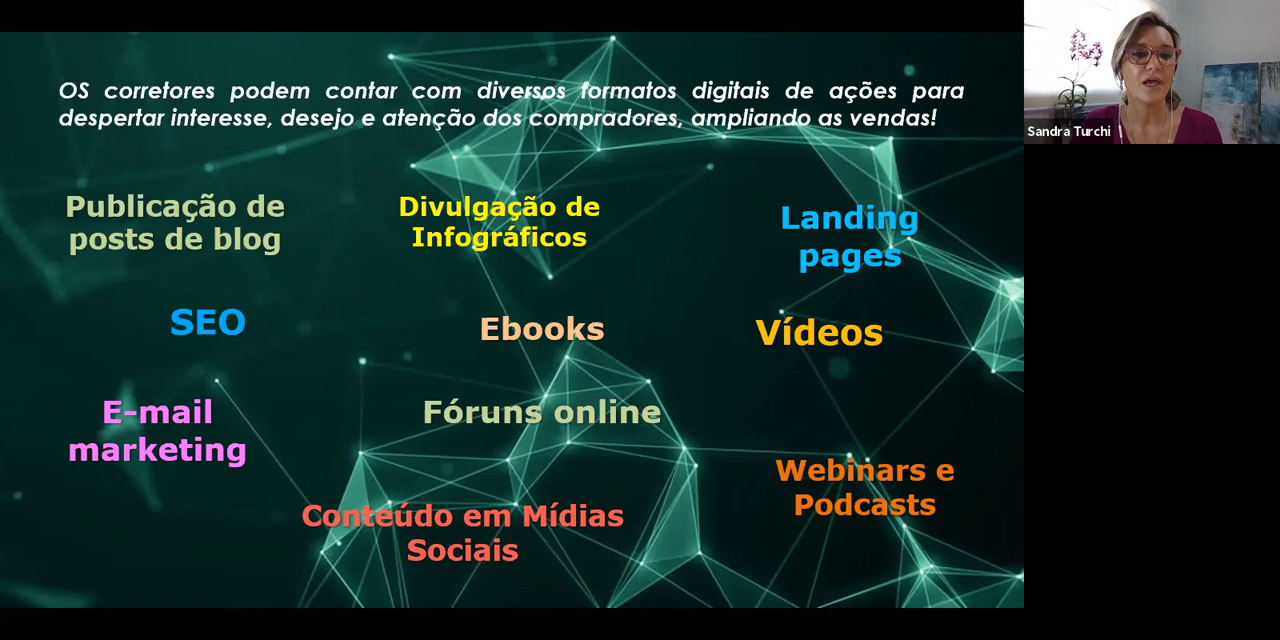 OS corretores podem contar com diversos formatos digitais de ações para
despertar interesse, desejo e atenção dos compradores, ampliando as vendas!
Sandra Turchi
Publicação de
posts de blog
Divulgação de
Infográficos
Landing
pages
SEO
Ebooks
Vídeos
E-mail
marketing
Fóruns online
Webinars e
Podcasts
Conteúdo em Mídias
Sociais